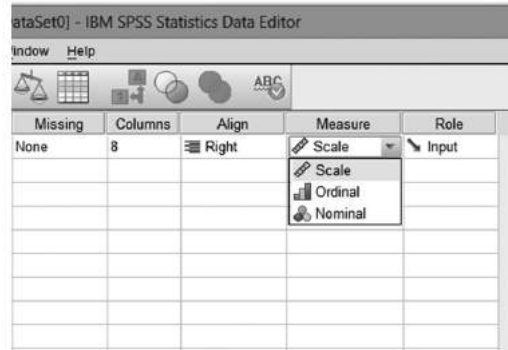 ataSet0] - IBM SPSS Statistics Data Editor
indow Help
A
1
ABC
Missing Columns Align Measure Role
None 8 Right Scale Input
Scale
Ordinal
Nominal